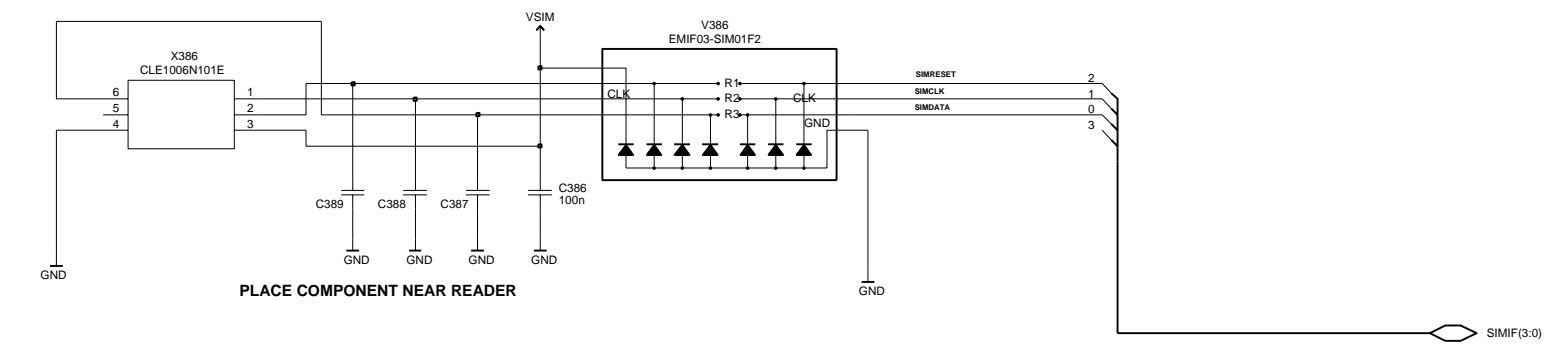 VSIM
X386
CLE1006N101E
6
5
4
1
2
3
V386
EMIF03-SIM01F2
CLK
R1
R2
R3
CLK
GND
SIMRESET
SIMCLK
SIMDATA
2
1
0
3
C389
C388
C387
C386
100n
GND
GND
GND
GND
GND
GND
PLACE COMPONENT NEAR READER
SIMIF(3:0)